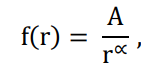 f(r) = A / r^∝ ,